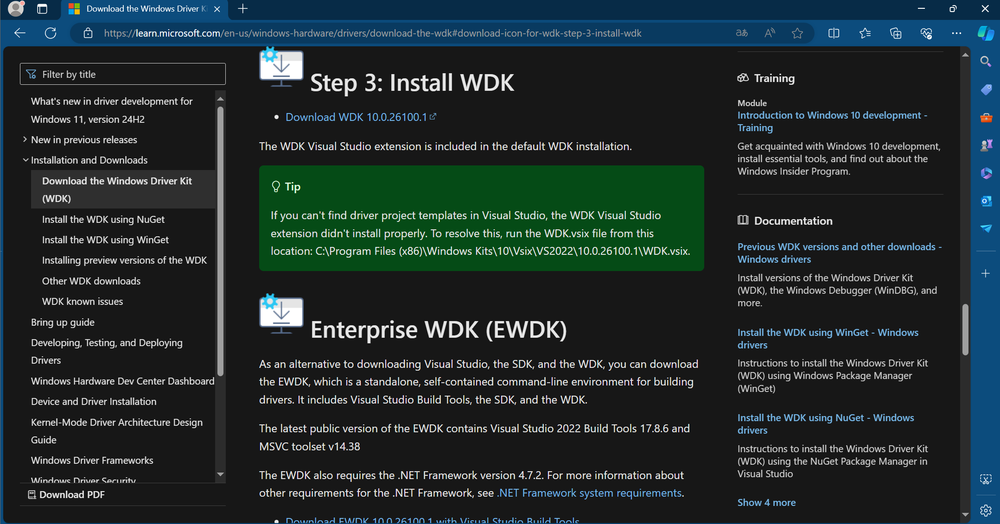 Download the Windows Driver K
https://learn.microsoft.com/en-us/windows-hardware/drivers/download-the-wdk#download-icon-for-wdk-step-3-install-wdk
Filter by title
What's new in driver development for
Windows 11, version 24H2
New in previous releases
Installation and Downloads
Download the Windows Driver Kit
(WDK)
Install the WDK using NuGet
Install the WDK using WinGet
Installing preview versions of the WDK
Other WDK downloads
WDK known issues
Bring up guide
Developing, Testing, and Deploying
Drivers
Windows Hardware Dev Center Dashboard
Device and Driver Installation
Kernel-Mode Driver Architecture Design
Guide
Windows Driver Frameworks
Windows Driver Security
Download PDF
Step 3: Install WDK
• Download WDK 10.0.26100.1
The WDK Visual Studio extension is included in the default WDK installation.
Tip
If you can't find driver project templates in Visual Studio, the WDK Visual Studio
extension didn't install properly. To resolve this, run the WDK.vsix file from this
location: C:\Program Files (x86)\Windows Kits\10\Vsix\VS2022\10.0.26100.1\WDK.vsix.
Enterprise WDK (EWDK)
As an alternative to downloading Visual Studio, the SDK, and the WDK, you can download
the EWDK, which is a standalone, self-contained command-line environment for building
drivers. It includes Visual Studio Build Tools, the SDK, and the WDK.
The latest public version of the EWDK contains Visual Studio 2022 Build Tools 17.8.6 and
MSVC toolset v14.38
The EWDK also requires the .NET Framework version 4.7.2. For more information about
other requirements for the .NET Framework, see .NET Framework system requirements.
• Download EWDK 10.0.26100.1 with Visual Studio Build Tools
Training
Module
Introduction to Windows 10 development -
Training
Get acquainted with Windows 10 development,
install essential tools, and find out about the
Windows Insider Program.
Documentation
Previous WDK versions and other downloads -
Windows drivers
Install versions of the Windows Driver Kit
(WDK), the Windows Debugger (WinDBG), and
more.
Install the WDK using WinGet - Windows
drivers
Instructions to install the Windows Driver Kit
(WDK) using Windows Package Manager
(WinGet)
Install the WDK using NuGet - Windows
drivers
Instructions to install the Windows Driver Kit
(WDK) using the NuGet Package Manager in
Visual Studio
Show 4 more